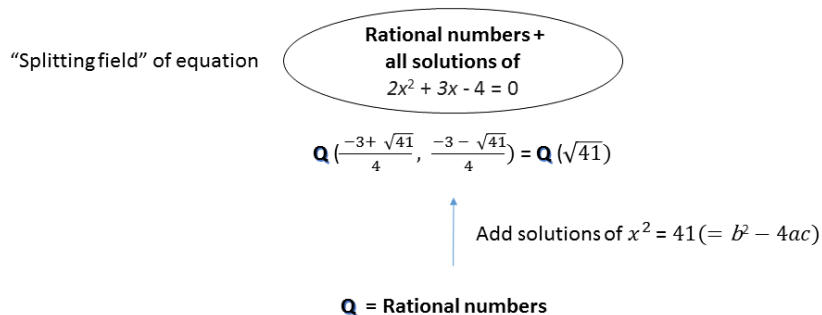 Rational numbers +
all solutions of
2x² + 3x - 4 = 0
“Splitting field” of equation
Q (−3+ √41 / 4 , −3 − √41 / 4) = Q (√41)
Add solutions of x² = 41(= b² − 4ac)
Q = Rational numbers